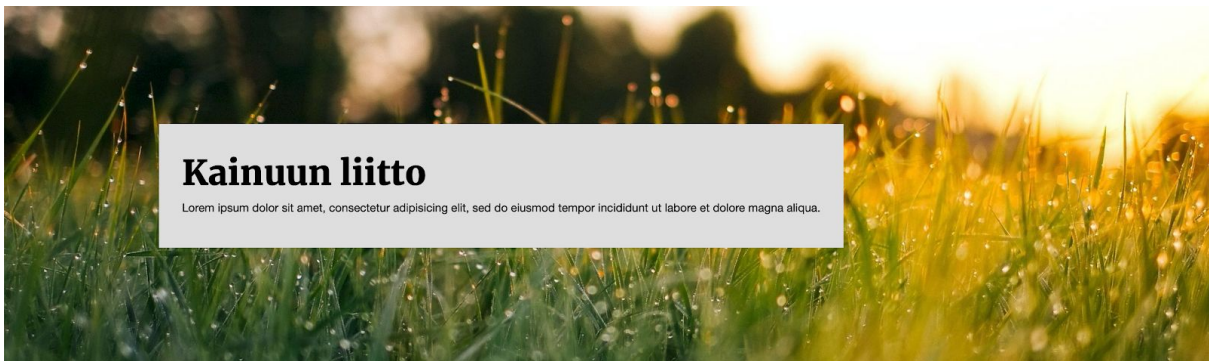 Kainuun liitto
Lorem ipsum dolor sit amet, consectetur adipisicing elit, sed do eiusmod tempor incididunt ut labore et dolore magna aliqua.